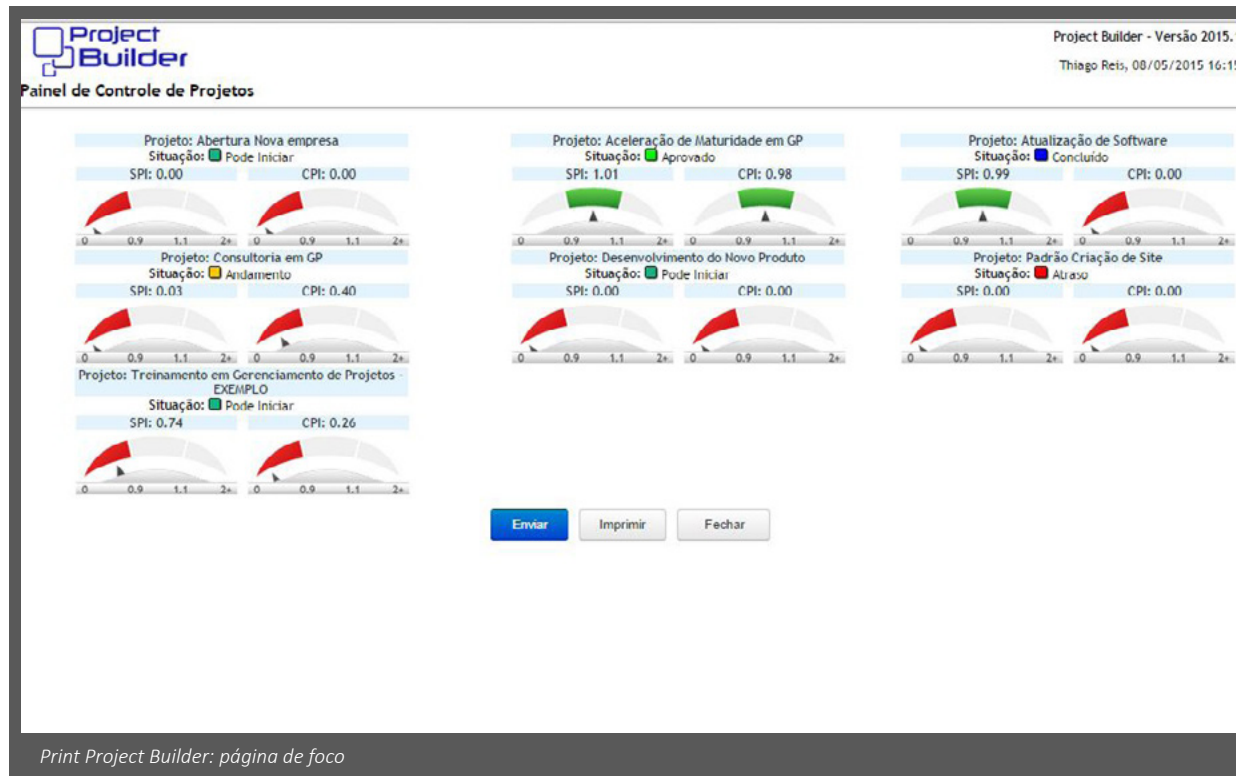 Project
Builder
Project Builder - Versão 2015.
Thiago Reis, 08/05/2015 16:15
Painel de Controle de Projetos
Projeto: Abertura Nova empresa
Situação: Pode Iniciar
SPI: 0.00 CPI: 0.00
0 0.9 1.1 2+ 0 0.9 1.1 2+
Projeto: Aceleração de Maturidade em GP
Situação: Aprovado
SPI: 1.01 CPI: 0.98
0 0.9 1.1 2+ 0 0.9 1.1 2+
Projeto: Atualização de Software
Situação: Concluído
SPI: 0.99 CPI: 0.00
0 0.9 1.1 2+ 0 0.9 1.1 2+
Projeto: Consultoria em GP
Situação: Andamento
SPI: 0.03 CPI: 0.40
0 0.9 1.1 2+ 0 0.9 1.1 2+
Projeto: Desenvolvimento do Novo Produto
Situação: Pode Iniciar
SPI: 0.00 CPI: 0.00
0 0.9 1.1 2+ 0 0.9 1.1 2+
Projeto: Padrão Criação de Site
Situação: Atraso
SPI: 0.00 CPI: 0.00
0 0.9 1.1 2+ 0 0.9 1.1 2+
Projeto: Treinamento em Gerenciamento de Projetos -
EXEMPLO
Situação: Pode Iniciar
SPI: 0.74 CPI: 0.26
0 0.9 1.1 2+ 0 0.9 1.1 2+
Enviar Imprimir Fechar
Print Project Builder: página de foco